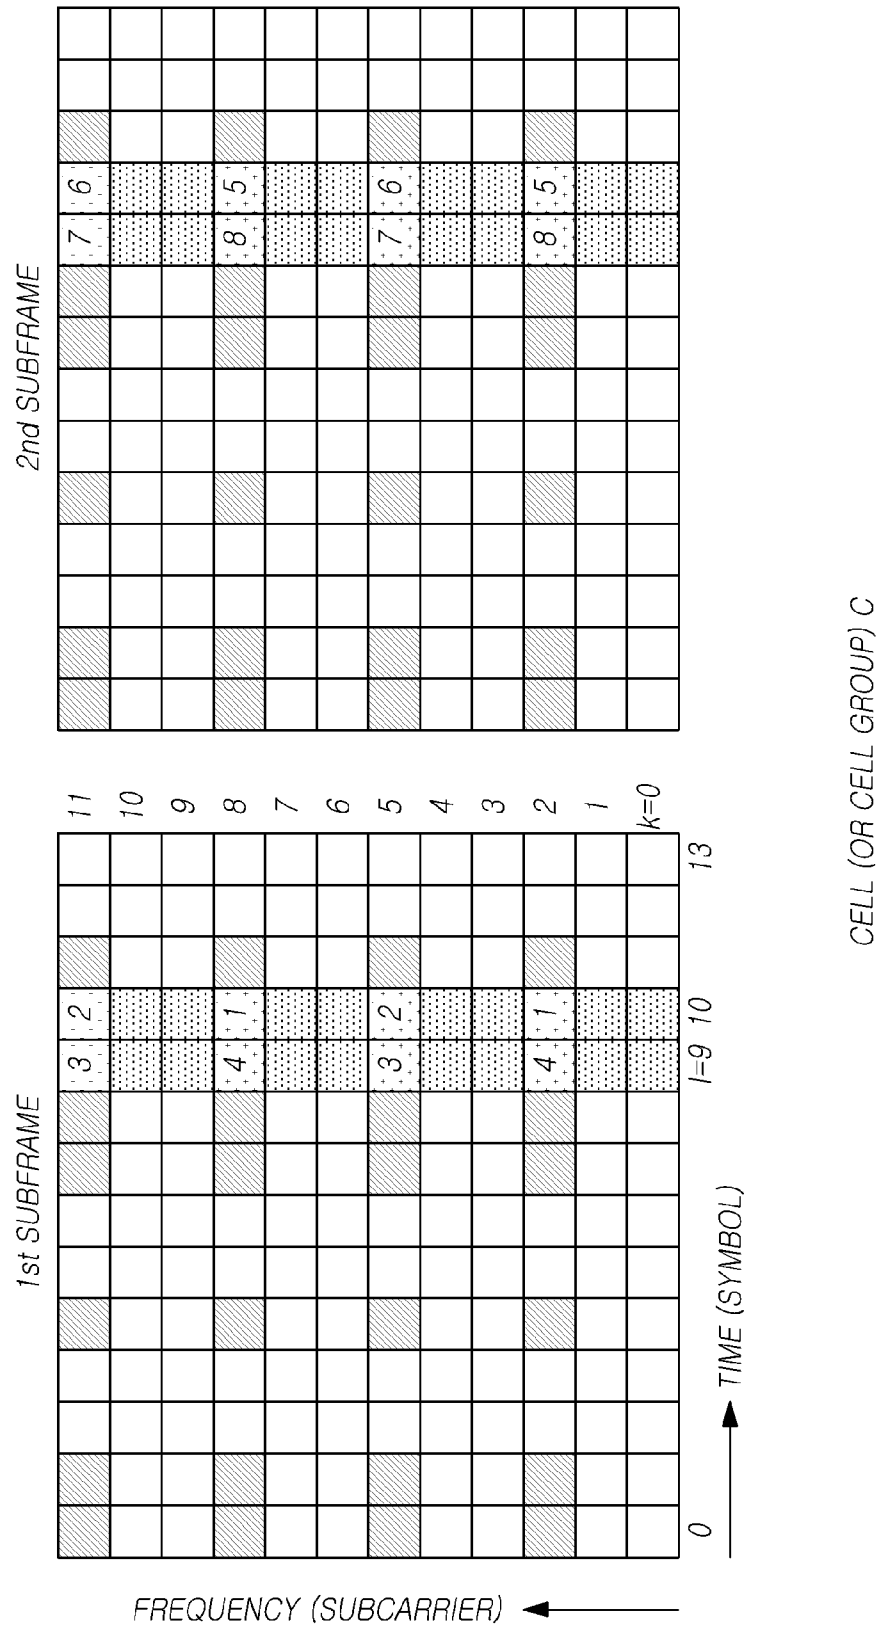 1st SUBFRAME
2nd SUBFRAME
FREQUENCY (SUBCARRIER)
3 2 11 7 6
10
9
4 1 8 8 5
7
6
3 2 5 7 6
4
3
4 1 2 8 5
1
k=0
0 l=9 10 13
TIME (SYMBOL)
CELL (OR CELL GROUP) C